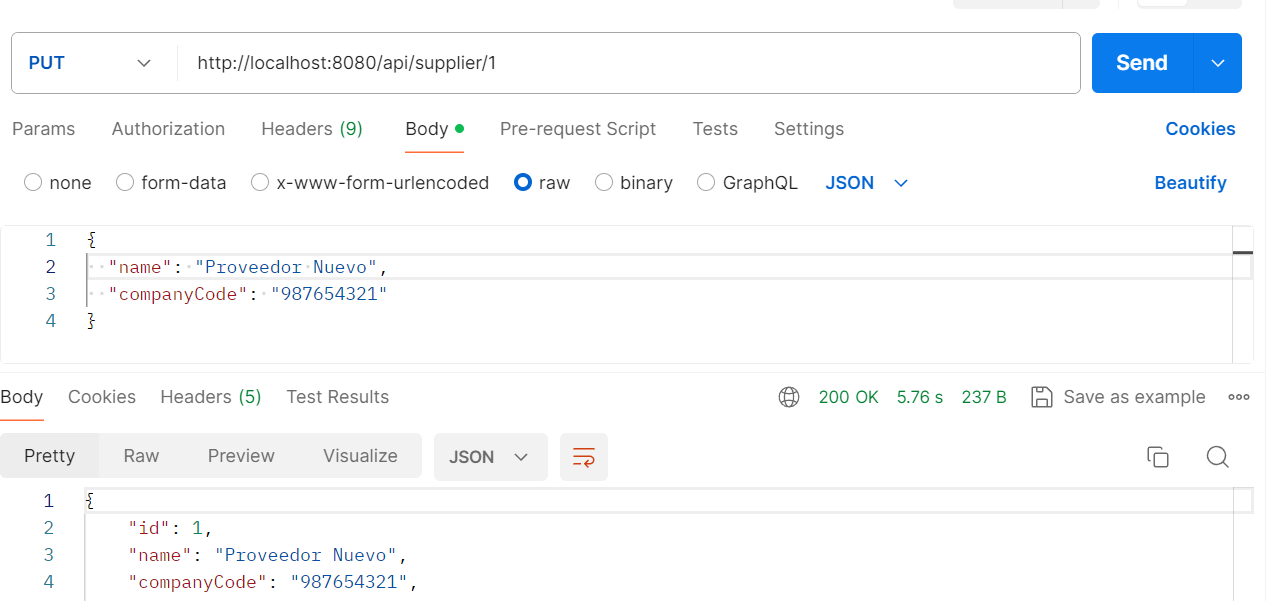 PUT http://localhost:8080/api/supplier/1 Send
Params Authorization Headers (9) Body Pre-request Script Tests Settings Cookies
none form-data x-www-form-urlencoded raw binary GraphQL JSON Beautify
1 {
2 "name": "Proveedor Nuevo",
3 "companyCode": "987654321"
4 }
Body Cookies Headers (5) Test Results 200 OK 5.76 s 237 B Save as example
Pretty Raw Preview Visualize JSON
1 {
2 "id": 1,
3 "name": "Proveedor Nuevo",
4 "companyCode": "987654321",